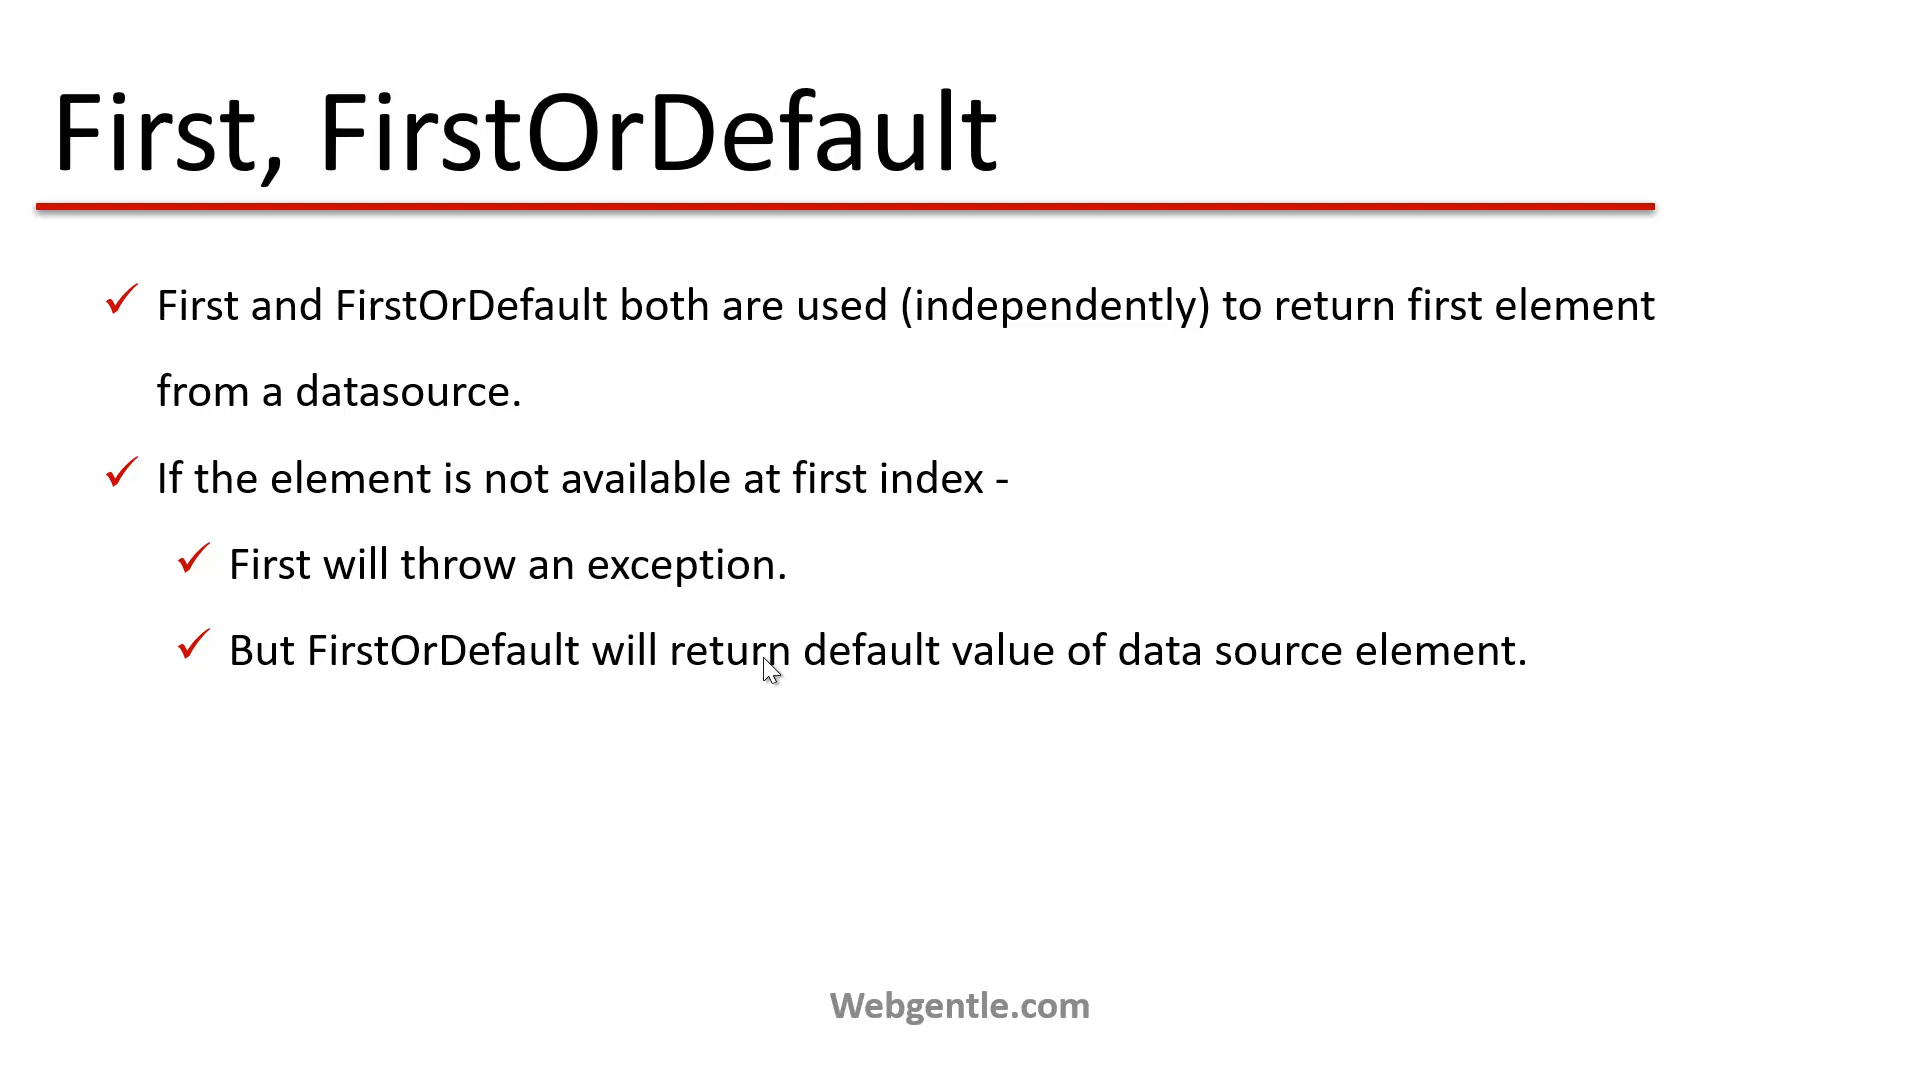 First, FirstOrDefault
First and FirstOrDefault both are used (independently) to return first element
from a datasource.
If the element is not available at first index -
First will throw an exception.
But FirstOrDefault will return default value of data source element.
Webgentle.com